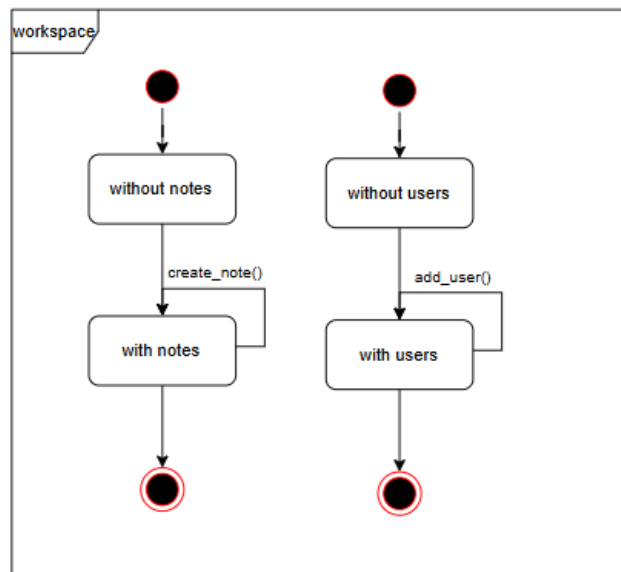 workspace
without notes
without users
create_note()
add_user()
with notes
with users